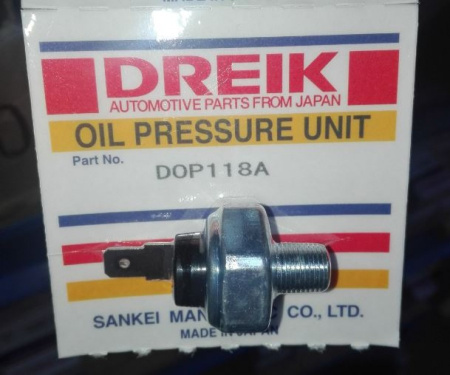 DREIK
AUTOMOTIVE PARTS FROM JAPAN
OIL PRESSURE UNIT
Part No.
DOP118A
SANKEI CO., LTD.
MADE IN JAPAN